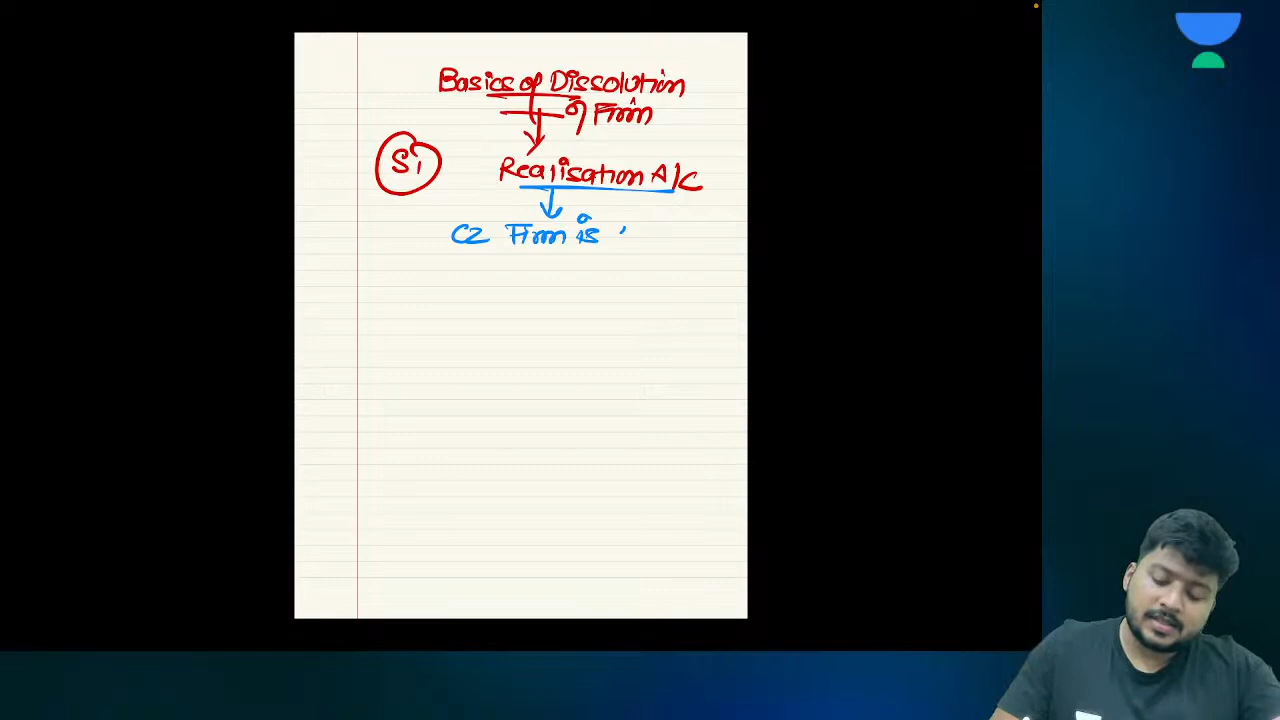 Basics of Dissolution
of Firm
S1
Realisation A/C
CZ Firm is